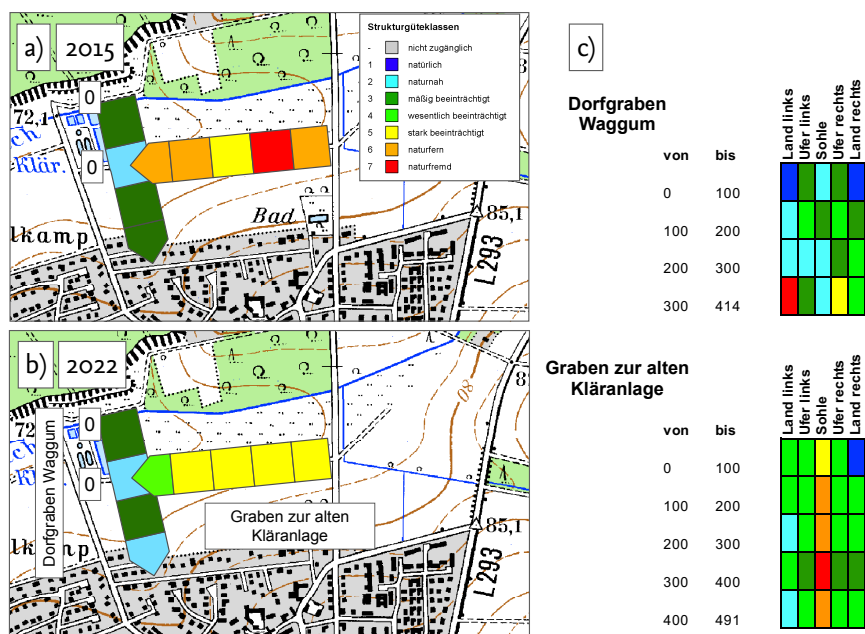 a) 2015
Strukturgüteklassen
- nicht zugänglich
1 natürlich
2 naturnah
3 mäßig beeinträchtigt
4 wesentlich beeinträchtigt
5 stark beeinträchtigt
6 naturfern
7 naturfremd
0
72,1
ch
Klär.
0
Bad
lkamp
85,1
L293
b) 2022
0
72
ch
0
80
8
Dorfgraben Waggum
Graben zur alten
Kläranlage
lkamp
85,1
L293
c)
Dorfgraben
Waggum
Land links
Ufer links
Sohle
Ufer rechts
Land rechts
von bis
0 100
100 200
200 300
300 414
Graben zur alten
Kläranlage
Land links
Ufer links
Sohle
Ufer rechts
Land rechts
von bis
0 100
100 200
200 300
300 400
400 491